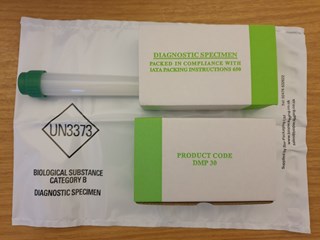 DIAGNOSTIC SPECIMEN
PACKED IN COMPLIANCE WITH
IATA PACKING INSTRUCTIONS 650
UN3373
BIOLOGICAL SUBSTANCE
CATEGORY B
DIAGNOSTIC SPECIMEN
PRODUCT CODE
DMP 30